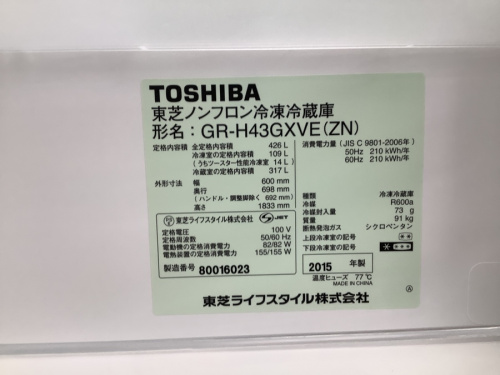 TOSHIBA
東芝ノンフロン冷凍冷蔵庫
形名：GR-H43GXVE(ZN)
定格内容積 全定格内容積 426 L
冷凍室の定格内容積 109 L
(うちツースター性能冷凍室 14 L)
冷蔵室の定格内容積 317 L
外形寸法 幅 600 mm
奥行 698 mm
(ハンドル・調整脚除く 692 mm)
高さ 1833 mm
東芝ライフスタイル株式会社 JET
定格電圧 100 V
定格周波数 50/60 Hz
電動機の定格消費電力 82/82 W
電熱装置の定格消費電力 155/155 W
製造番号 80016023
消費電力量 (JIS C 9801-2006年)
50Hz 210 kWh/年
60Hz 210 kWh/年
種類 冷凍冷蔵庫
冷媒 R600a
冷媒封入量 73 g
質量 91 kg
断熱発泡ガス シクロペンタン
上段冷凍室の記号
下段冷凍室の記号
2015 年製
温度ヒューズ 77℃
MADE IN CHINA
東芝ライフスタイル株式会社 Ⓐ